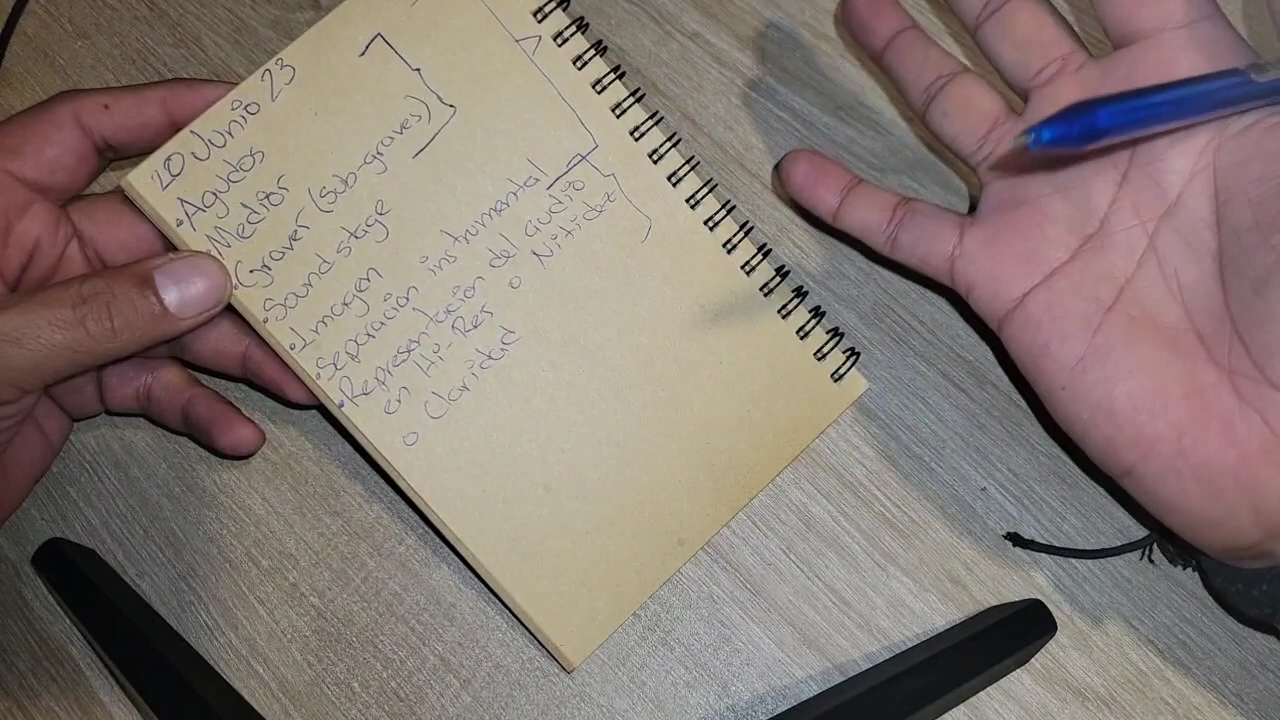 20 Junio 23
• Agudos
• Medios
• Graves (Sub-graves)
• Sound stage
• Imagen
• Separación instrumental
• Representación del audio
en Hi-Res o Nitidez
o Claridad